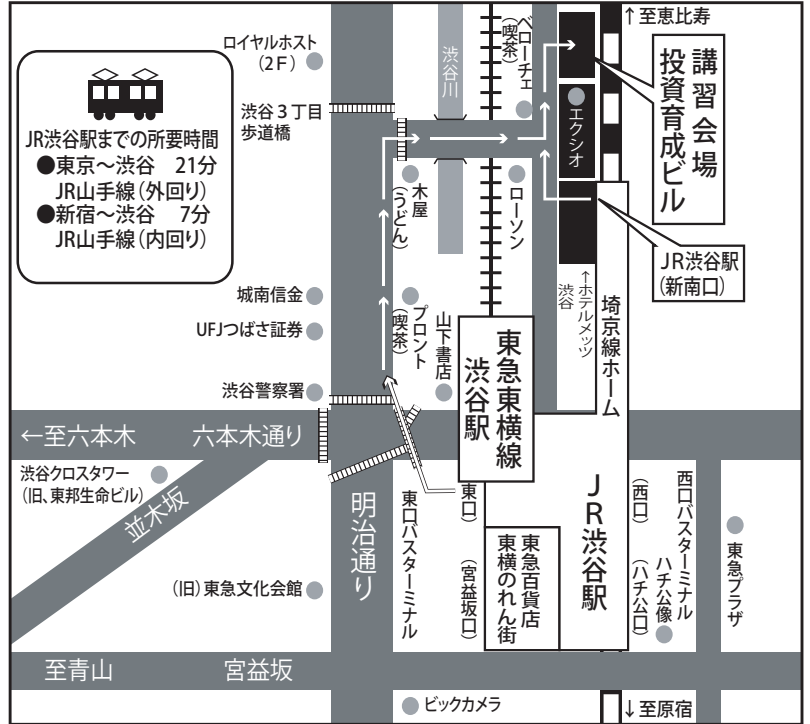 ↑至恵比寿
ロイヤルホスト
(2F)
渋谷3丁目
歩道橋
JR渋谷駅までの所要時間
●東京～渋谷 21分
JR山手線(外回り)
●新宿～渋谷 7分
JR山手線(内回り)
渋谷川
ベローチェ
(喫茶)
エクシオ
講習会場
投資育成ビル
木屋
(うどん)
ローソン
JR渋谷駅
(新南口)
↑ホテルメッツ
渋谷
城南信金
UFJつばさ証券
プロント
(喫茶)
山下書店
東急東横線
渋谷駅
埼京線ホーム
渋谷警察署
←至六本木
六本木通り
渋谷クロスタワー
(旧、東邦生命ビル)
並木坂
明治通り
東口バスターミナル
(東口)
(宮益坂口)
東急百貨店
東横のれん街
JR渋谷駅
(西口)
(ハチ公口)
西口バスターミナル
ハチ公像
東急プラザ
(旧)東急文化会館
至青山
宮益坂
ビックカメラ
↓至原宿